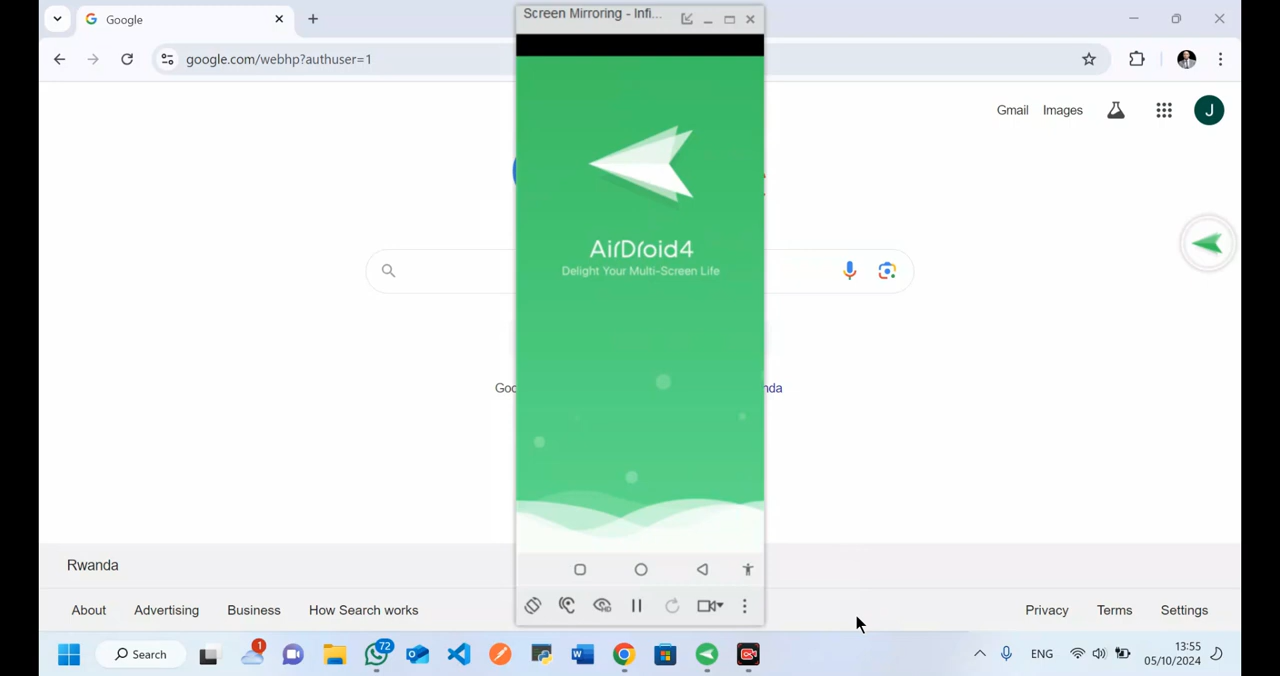 Google
Screen Mirroring - Infi...
google.com/webhp?authuser=1
Gmail
Images
J
AirDroid4
Delight Your Multi-Screen Life
Goo
nda
Rwanda
About
Advertising
Business
How Search works
Privacy
Terms
Settings
Search
1
72
ENG
13:55
05/10/2024